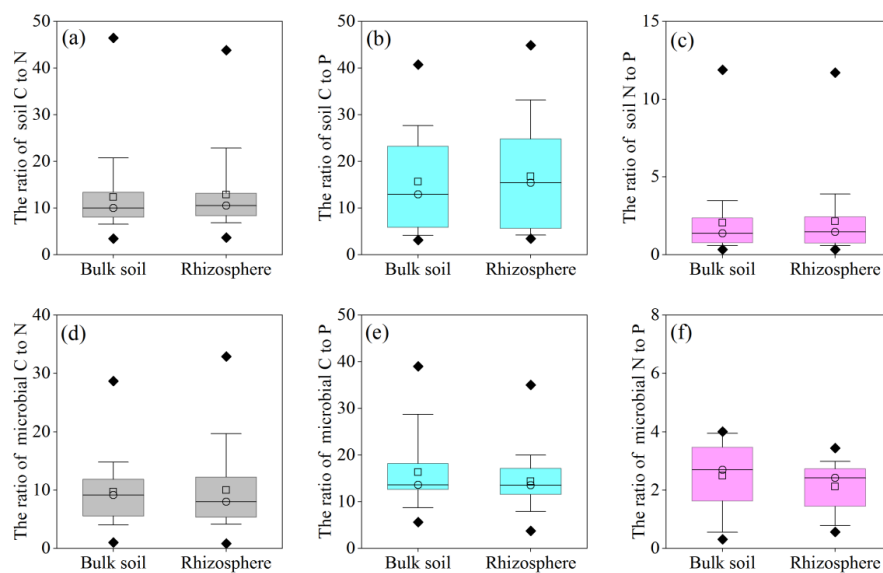 (a)
The ratio of soil C to N
50
40
30
20
10
0
Bulk soil Rhizosphere
(b)
The ratio of soil C to P
50
40
30
20
10
0
Bulk soil Rhizosphere
(c)
The ratio of soil N to P
15
10
5
0
Bulk soil Rhizosphere
(d)
The ratio of microbial C to N
40
30
20
10
0
Bulk soil Rhizosphere
(e)
The ratio of microbial C to P
50
40
30
20
10
0
Bulk soil Rhizosphere
(f)
The ratio of microbial N to P
8
6
4
2
0
Bulk soil Rhizosphere